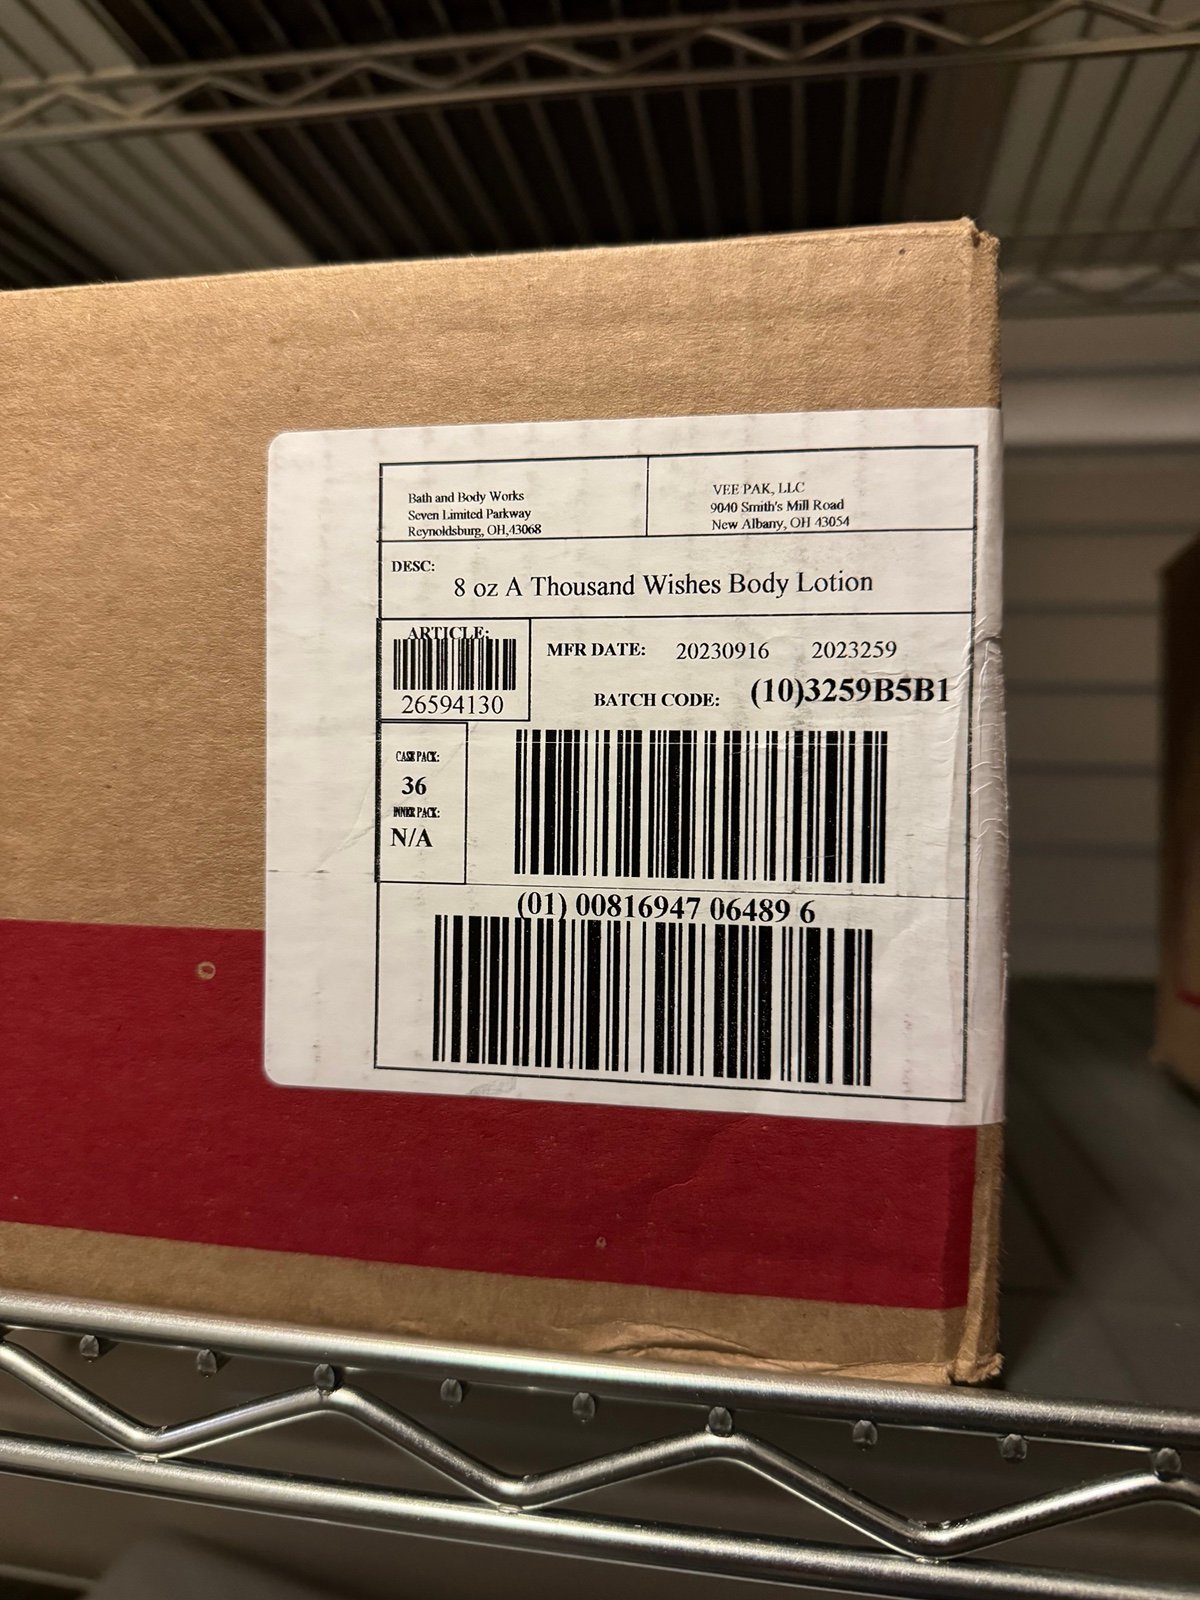 Bath and Body Works
Seven Limited Parkway
Reynoldsburg, OH,43068
VEE PAK, LLC
9040 Smith's Mill Road
New Albany, OH 43054
DESC:
8 oz A Thousand Wishes Body Lotion
ARTICLE:
26594130
MFR DATE: 20230916 2023259
BATCH CODE: (10)3259B5B1
CASE PACK:
36
INNER PACK:
N/A
(01) 00816947 06489 6